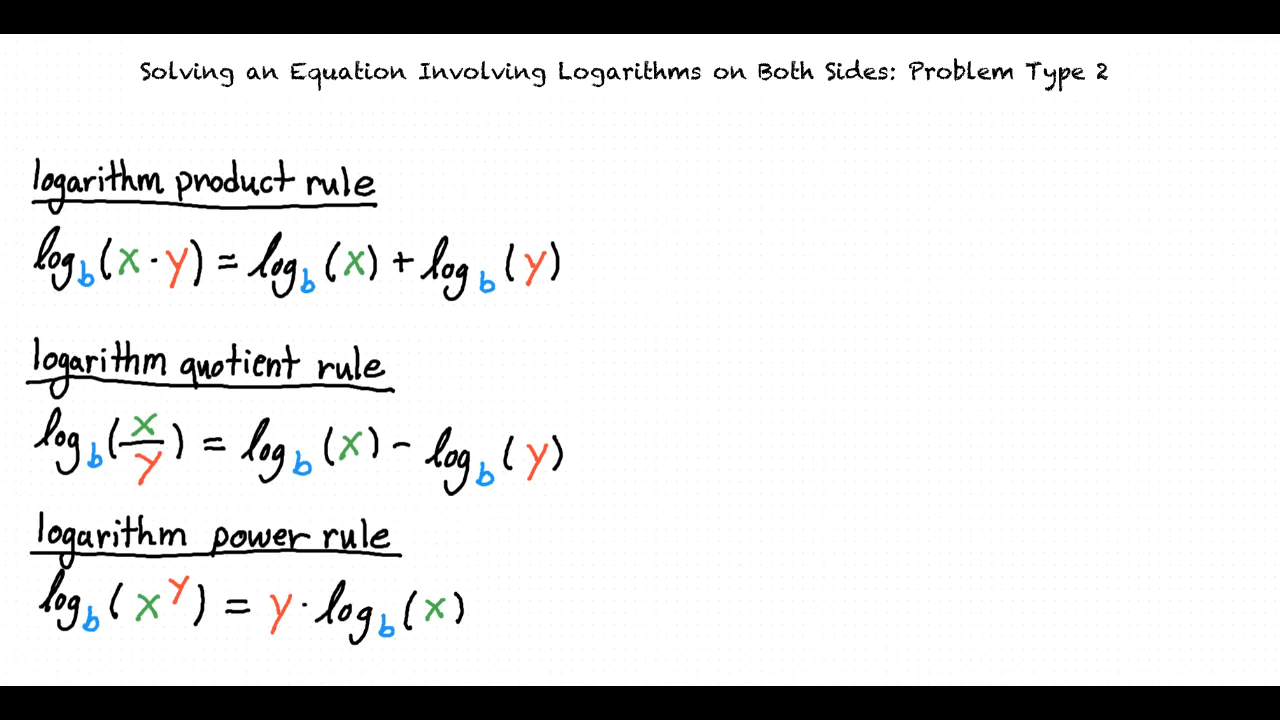 Solving an Equation Involving Logarithms on Both Sides: Problem Type 2
logarithm product rule
log_b(x · y) = log_b(x) + log_b(y)
logarithm quotient rule
log_b(x/y) = log_b(x) - log_b(y)
logarithm power rule
log_b(x^y) = y · log_b(x)